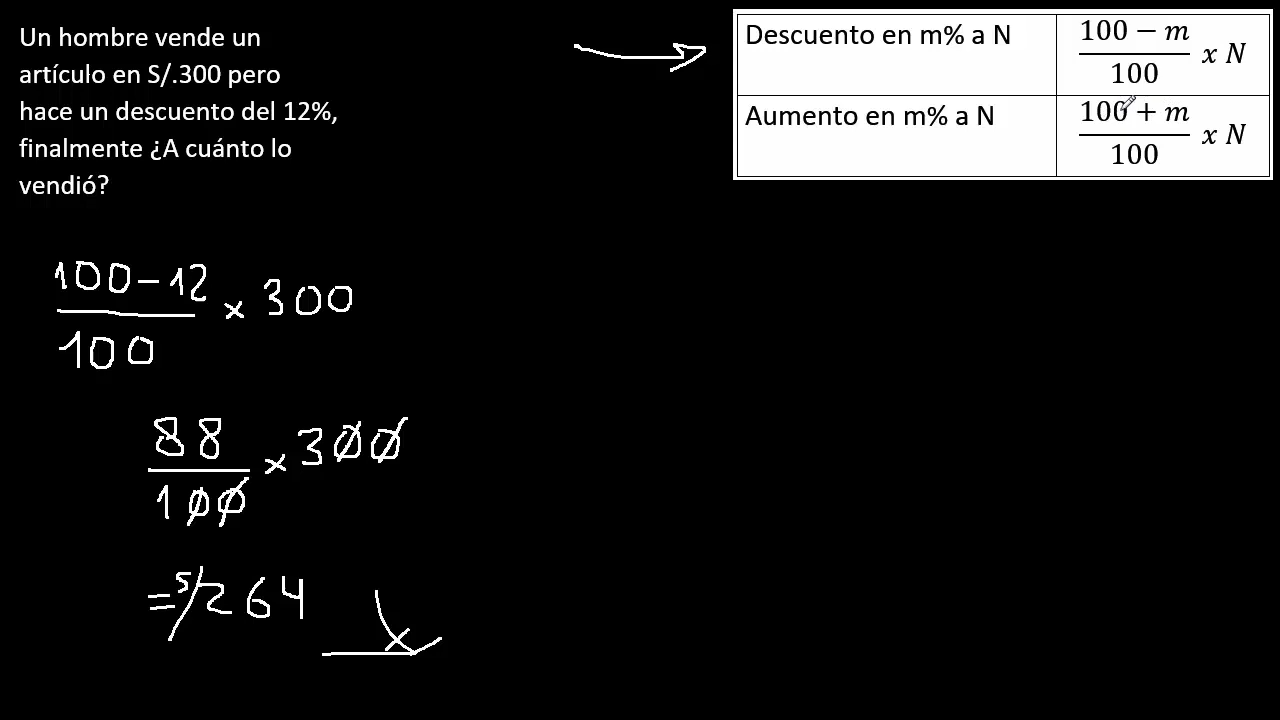 Un hombre vende un
artículo en S/.300 pero
hace un descuento del 12%,
finalmente ¿A cuánto lo
vendió?
Descuento en m% a N
100 − m
100
x N
Aumento en m% a N
100 + m
100
x N
100 - 12
100
x 300
88
100
x 300
= S/264